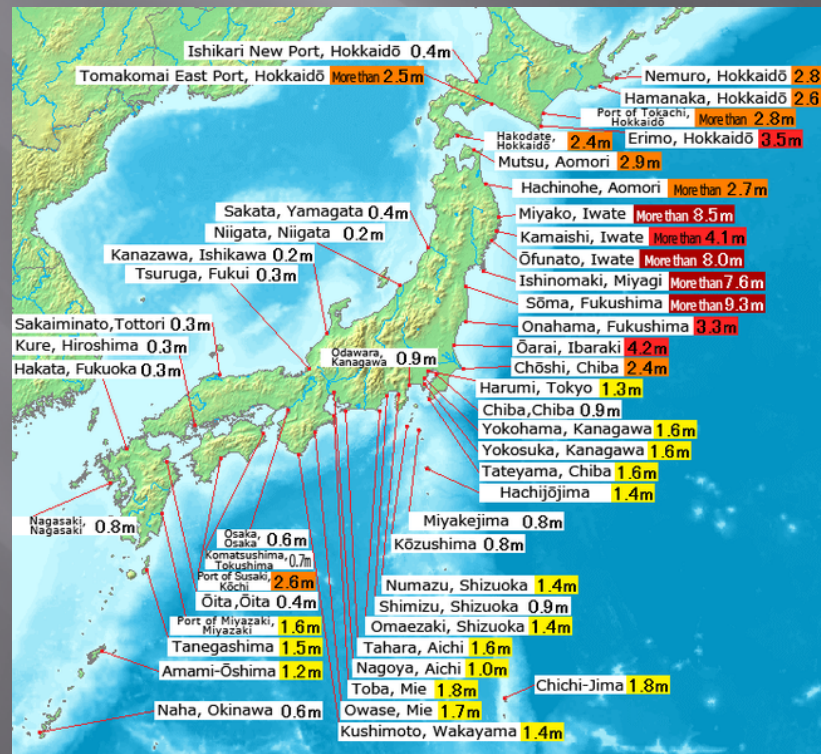 Ishikari New Port, Hokkaidō 0.4m
Tomakomai East Port, Hokkaidō More than 2.5m
Nemuro, Hokkaidō 2.8
Hamanaka, Hokkaidō 2.6
Port of Tokachi, Hokkaidō More than 2.8m
Erimo, Hokkaidō 3.5m
Hakodate, Hokkaidō 2.4m
Mutsu, Aomori 2.9m
Hachinohe, Aomori More than 2.7m
Miyako, Iwate More than 8.5m
Kamaishi, Iwate More than 4.1m
Ōfunato, Iwate More than 8.0m
Ishinomaki, Miyagi More than 7.6m
Sōma, Fukushima More than 9.3m
Onahama, Fukushima 3.3m
Ōarai, Ibaraki 4.2m
Chōshi, Chiba 2.4m
Sakata, Yamagata 0.4m
Niigata, Niigata 0.2m
Kanazawa, Ishikawa 0.2m
Tsuruga, Fukui 0.3m
Sakaiminato,Tottori 0.3m
Kure, Hiroshima 0.3m
Hakata, Fukuoka 0.3m
Odawara, Kanagawa 0.9m
Harumi, Tokyo 1.3m
Chiba,Chiba 0.9m
Yokohama, Kanagawa 1.6m
Yokosuka, Kanagawa 1.6m
Tateyama, Chiba 1.6m
Hachijōjima 1.4m
Miyakejima 0.8m
Kōzushima 0.8m
Nagasaki, Nagasaki 0.8m
Osaka, Osaka 0.6m
Komatsushima, Tokushima 0.7m
Port of Susaki, Kōchi 2.6m
Ōita,Ōita 0.4m
Port of Miyazaki, Miyazaki 1.6m
Tanegashima 1.5m
Amami-Ōshima 1.2m
Naha, Okinawa 0.6m
Numazu, Shizuoka 1.4m
Shimizu, Shizuoka 0.9m
Omaezaki, Shizuoka 1.4m
Tahara, Aichi 1.6m
Nagoya, Aichi 1.0m
Toba, Mie 1.8m
Owase, Mie 1.7m
Kushimoto, Wakayama 1.4m
Chichi-Jima 1.8m